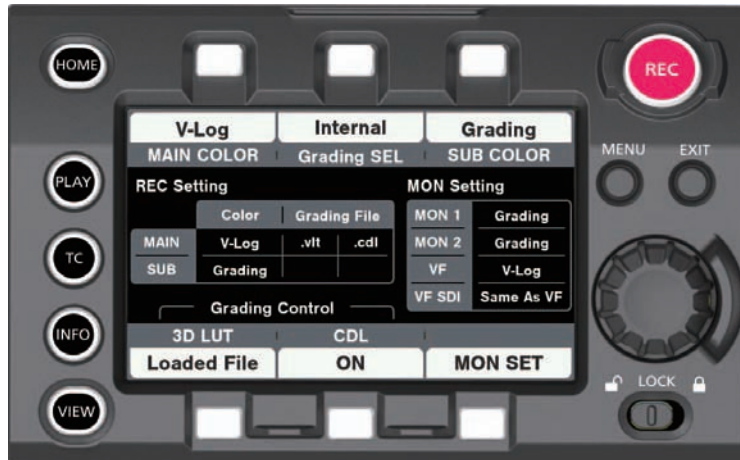 HOME
PLAY
TC
INFO
VIEW
V-Log Internal Grading
MAIN COLOR Grading SEL SUB COLOR
REC Setting MON Setting
Color Grading File
MAIN V-Log .vlt .cdl
SUB Grading
MON 1 Grading
MON 2 Grading
VF V-Log
VF SDI Same As VF
Grading Control
3D LUT CDL
Loaded File ON MON SET
REC
MENU EXIT
LOCK